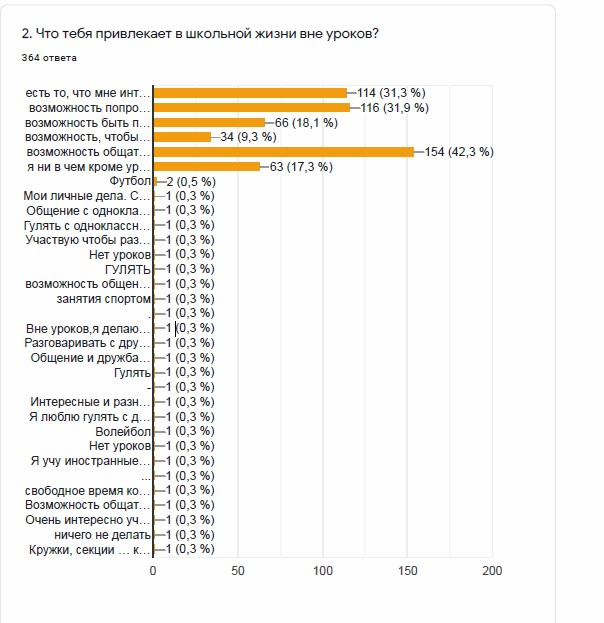 2. Что тебя привлекает в школьной жизни вне уроков?
364 ответа
есть то, что мне инт… 114 (31,3 %)
возможность попро… 116 (31,9 %)
возможность быть п… 66 (18,1 %)
возможность, чтобы… 34 (9,3 %)
возможность общат… 154 (42,3 %)
я ни в чем кроме ур… 63 (17,3 %)
Футбол 2 (0,5 %)
Мои личные дела. С… 1 (0,3 %)
Общение с однокла… 1 (0,3 %)
Гулять с одноклассн… 1 (0,3 %)
Участвую чтобы раз… 1 (0,3 %)
Нет уроков 1 (0,3 %)
ГУЛЯТЬ 1 (0,3 %)
возможность общен… 1 (0,3 %)
занятия спортом 1 (0,3 %)
. 1 (0,3 %)
Вне уроков,я делаю… 1 (0,3 %)
Разговаривать с дру… 1 (0,3 %)
Общение и дружба… 1 (0,3 %)
Гулять 1 (0,3 %)
- 1 (0,3 %)
Интересные и разн… 1 (0,3 %)
Я люблю гулять с д… 1 (0,3 %)
Волейбол 1 (0,3 %)
Нет уроков 1 (0,3 %)
Я учу иностранные… 1 (0,3 %)
... 1 (0,3 %)
свободное время ко… 1 (0,3 %)
Возможность общат… 1 (0,3 %)
Очень интересно уч… 1 (0,3 %)
ничего не делать 1 (0,3 %)
Кружки, секции … к… 1 (0,3 %)
0 50 100 150 200